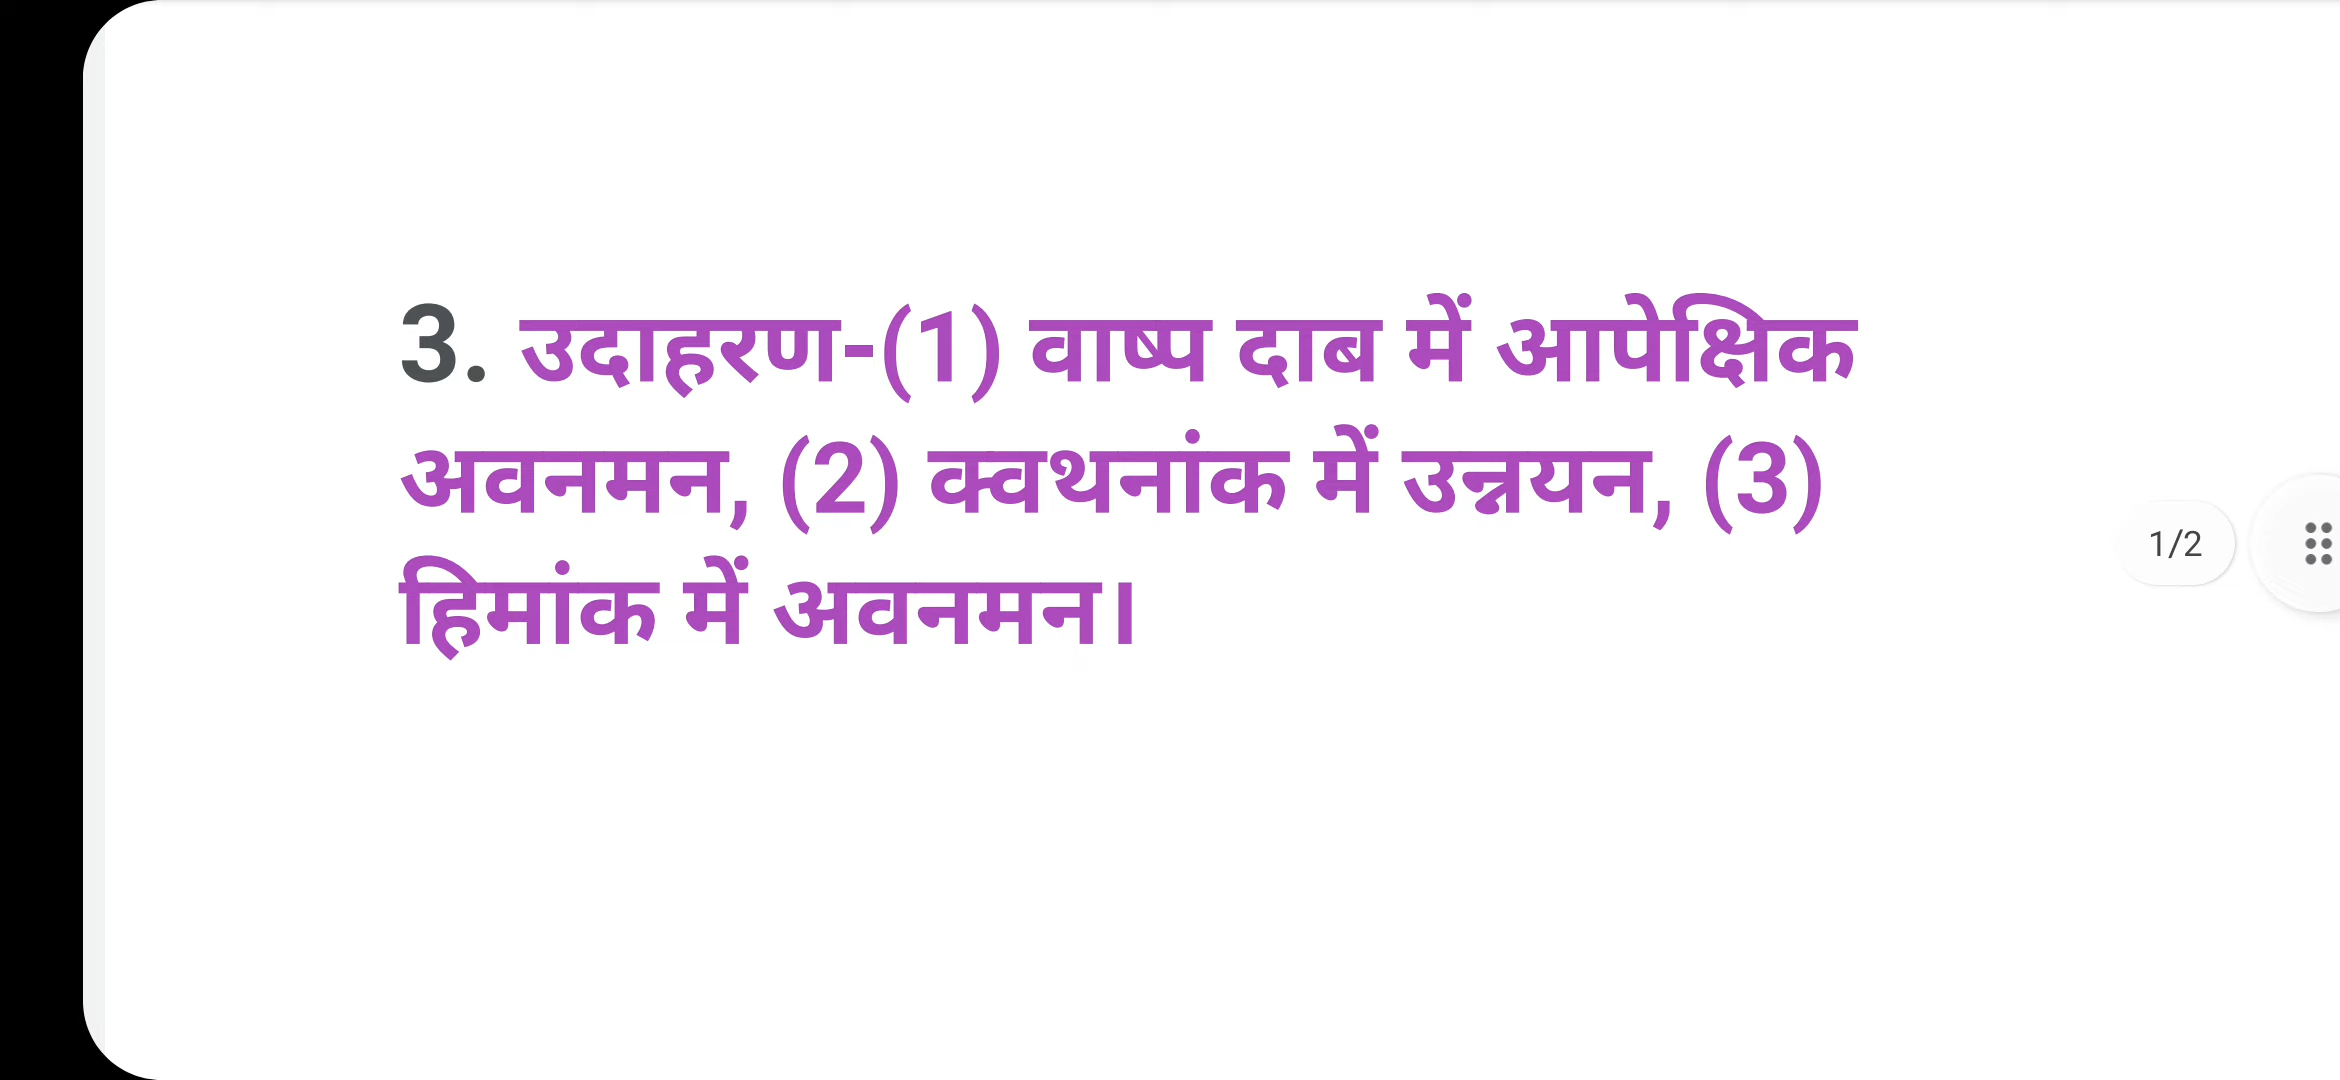 3. उदाहरण-(1) वाष्प दाब में आपेक्षिक
अवनमन, (2) क्वथनांक में उन्नयन, (3)
हिमांक में अवनमन।
1/2